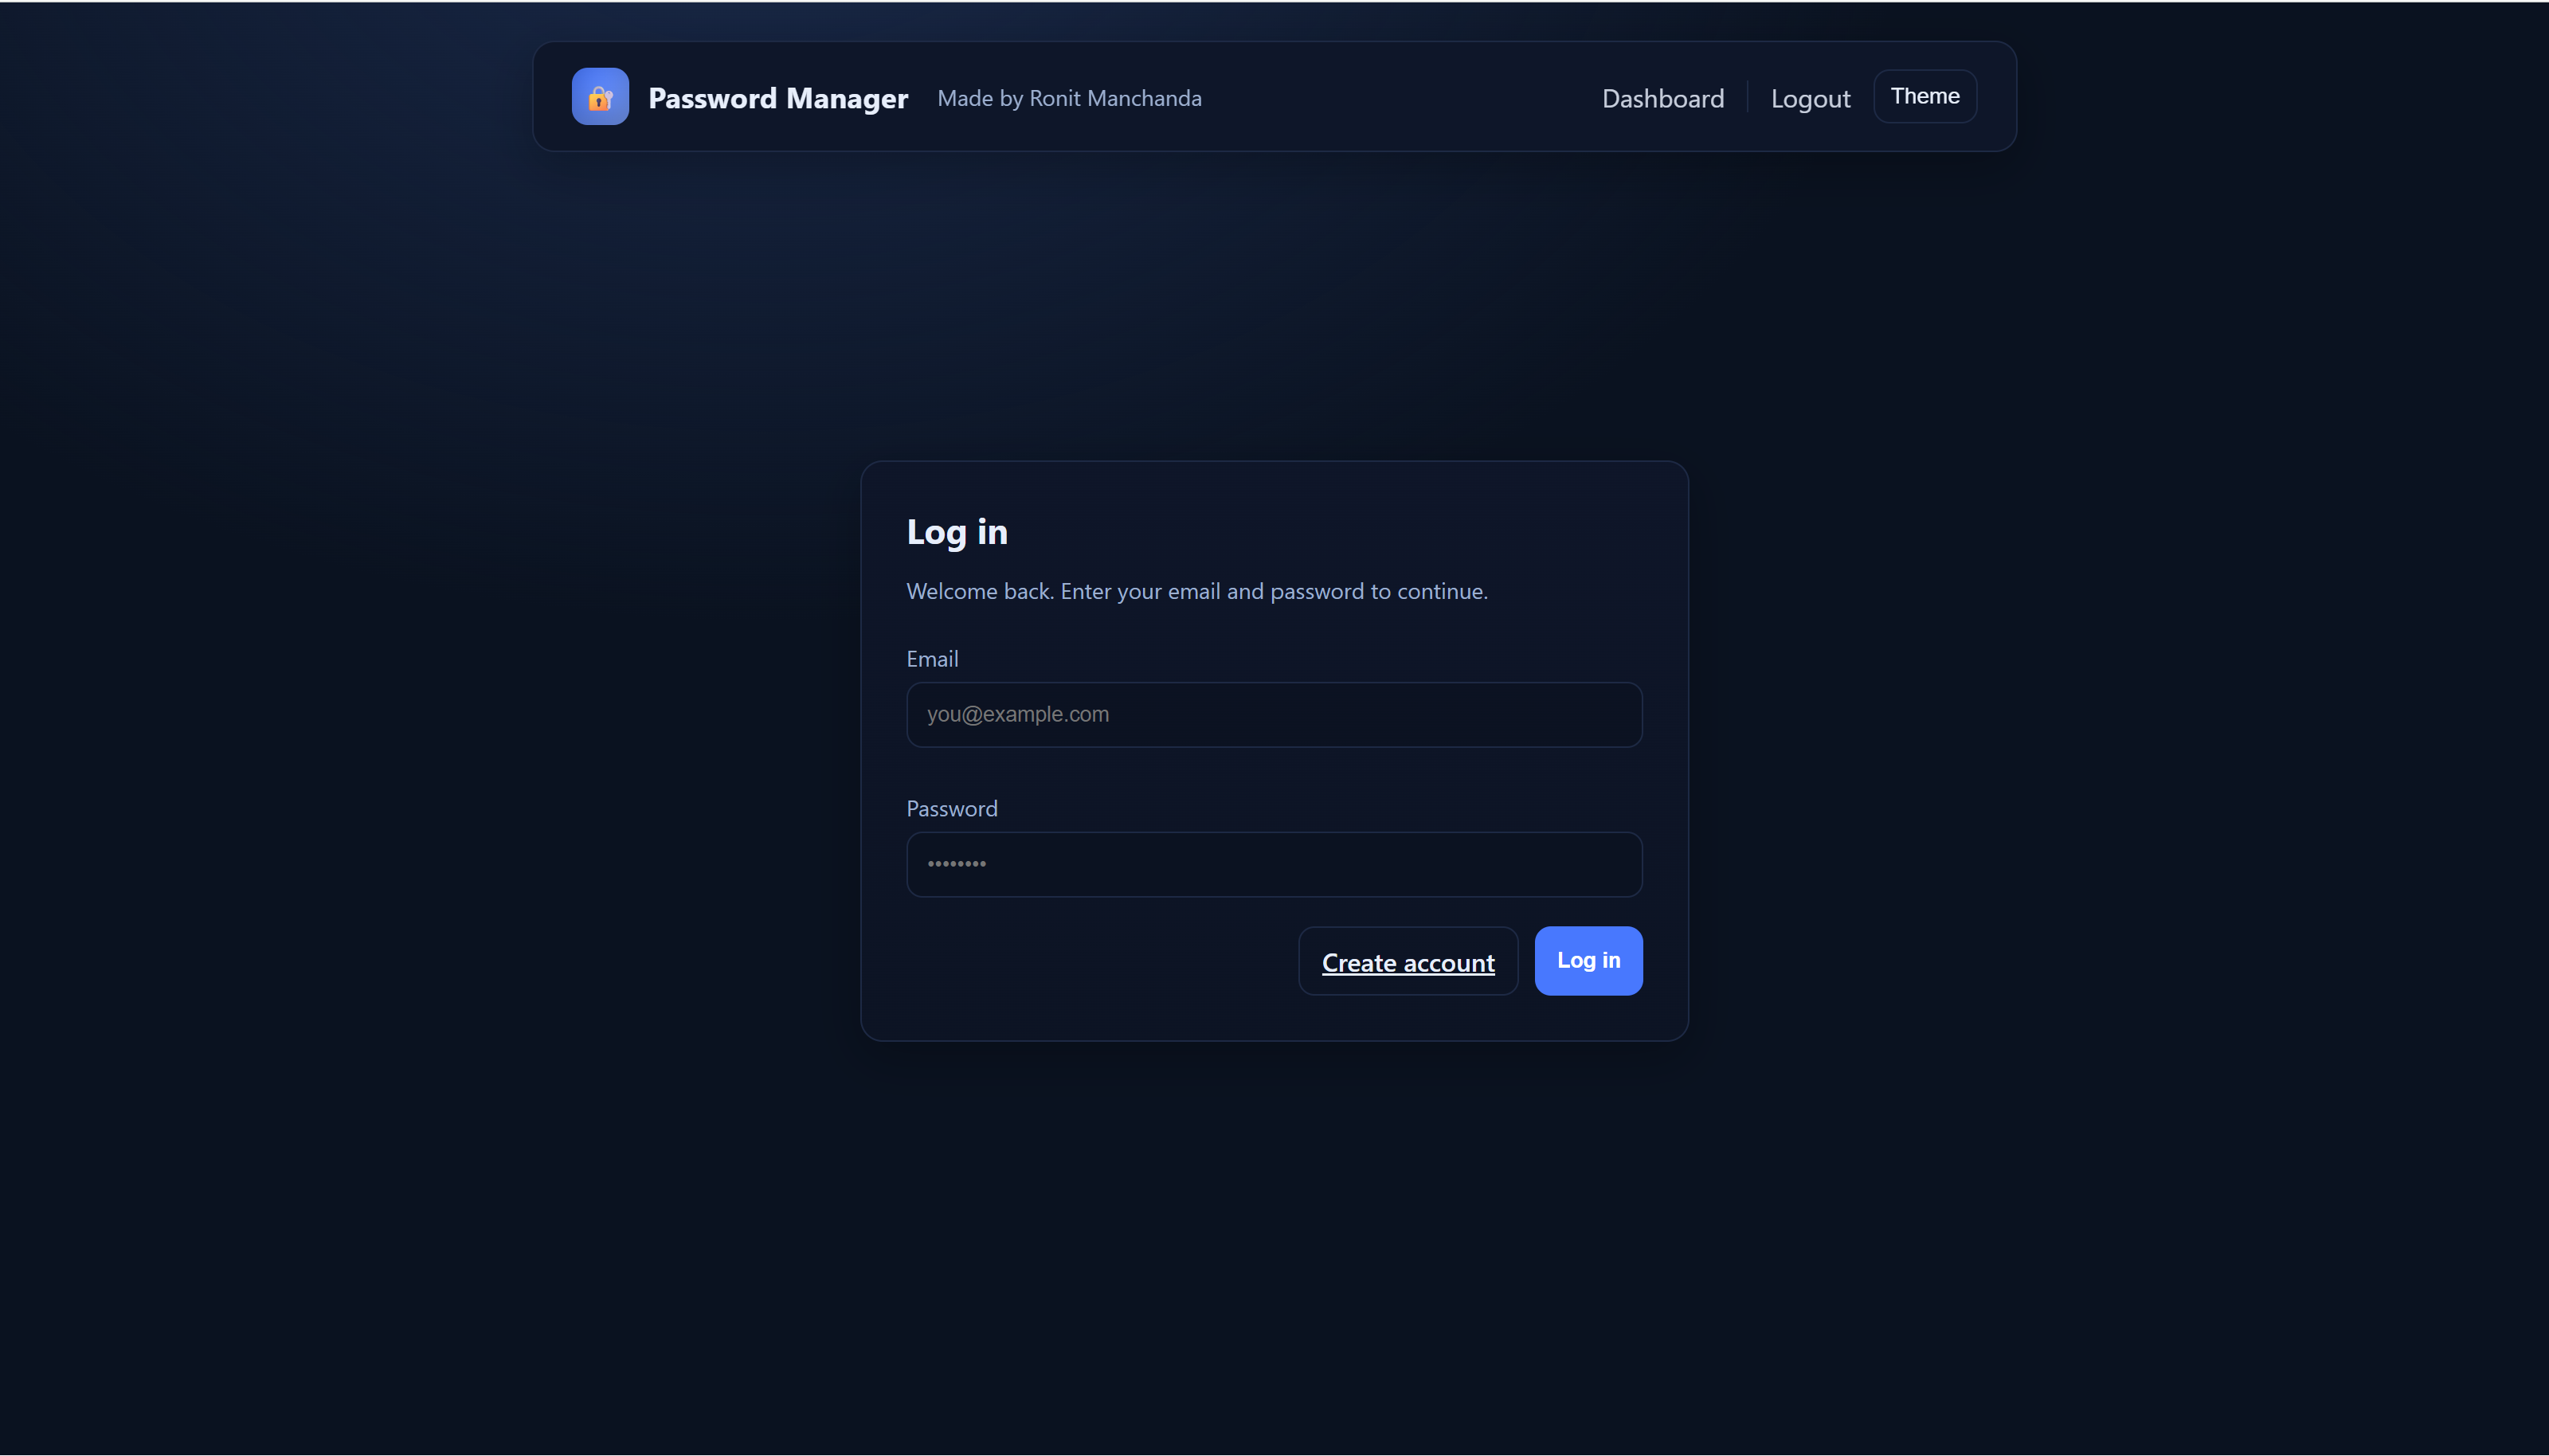 Password Manager Made by Ronit Manchanda Dashboard Logout Theme
Log in
Welcome back. Enter your email and password to continue.
Email
you@example.com
Password
••••••••
Create account Log in